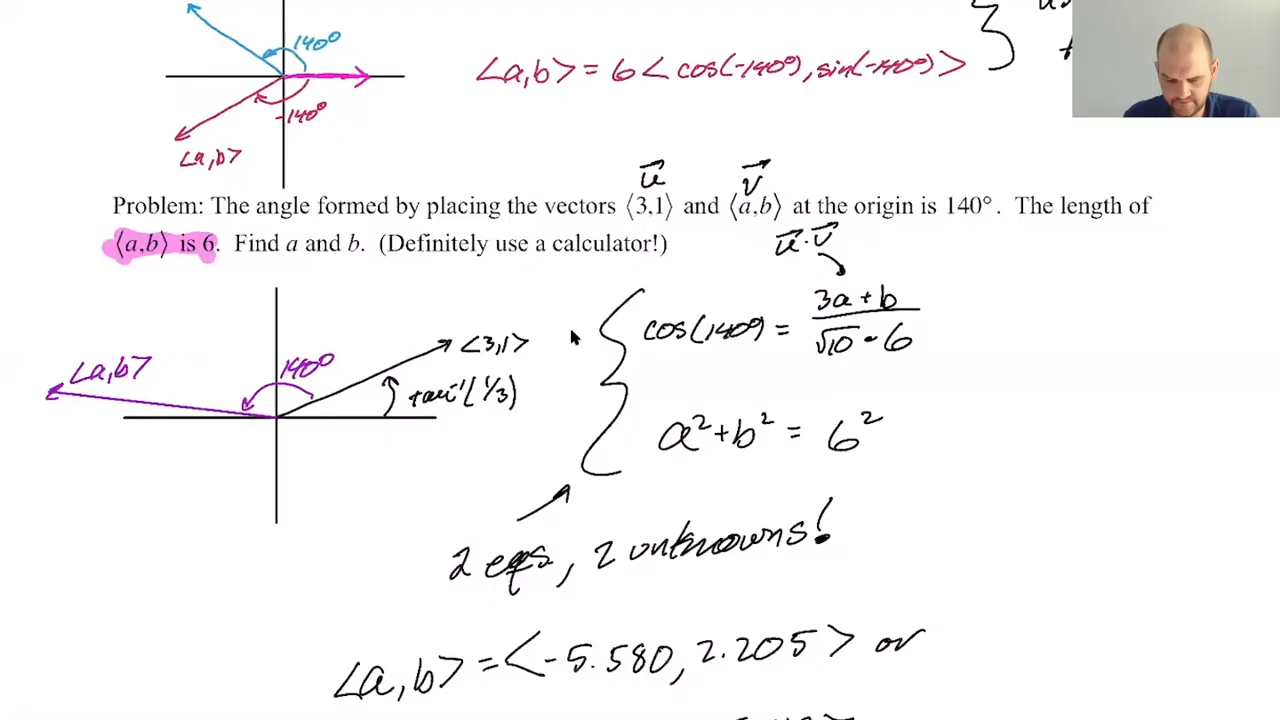 140°
⟨a,b⟩ = 6⟨cos(-140°), sin(-140°)⟩
-140°
⟨a,b⟩
u v
Problem: The angle formed by placing the vectors ⟨3,1⟩ and ⟨a,b⟩ at the origin is 140°. The length of
⟨a,b⟩ is 6. Find a and b. (Definitely use a calculator!)
u·v
cos(140°) = 3a+b / √10 · 6
⟨3,1⟩
⟨a,b⟩
140°
tan⁻¹(1/3)
a² + b² = 6²
2 eqs, 2 unknowns!
⟨a,b⟩ = ⟨-5.580, 2.205⟩ or